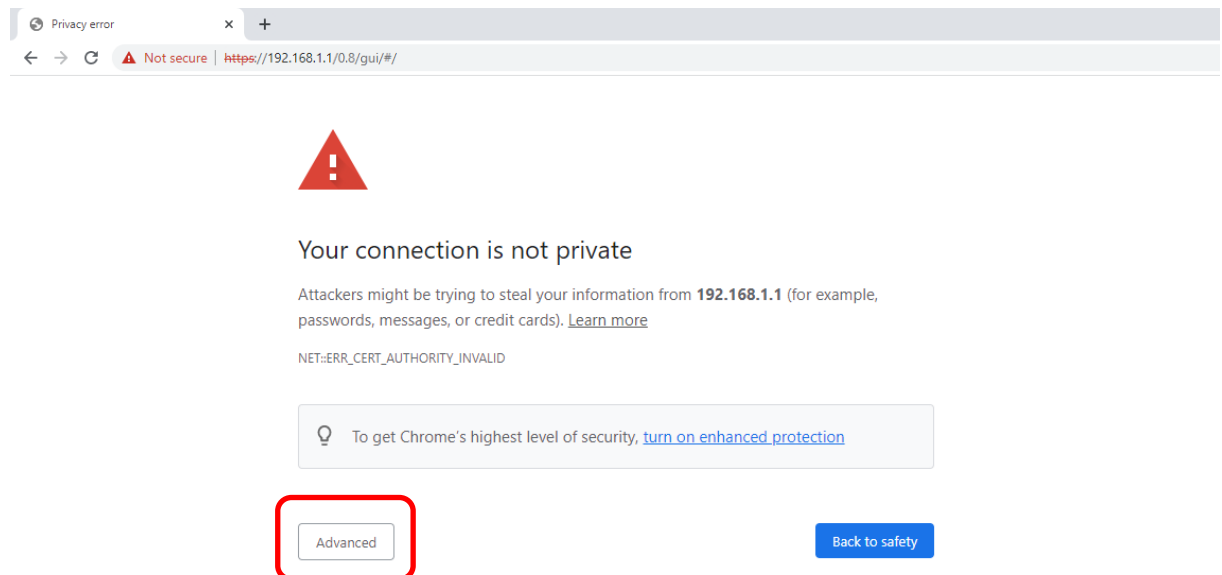 Privacy error
Not secure | https://192.168.1.1/0.8/gui/#/
Your connection is not private
Attackers might be trying to steal your information from 192.168.1.1 (for example,
passwords, messages, or credit cards). Learn more
NET::ERR_CERT_AUTHORITY_INVALID
To get Chrome's highest level of security, turn on enhanced protection
Advanced
Back to safety